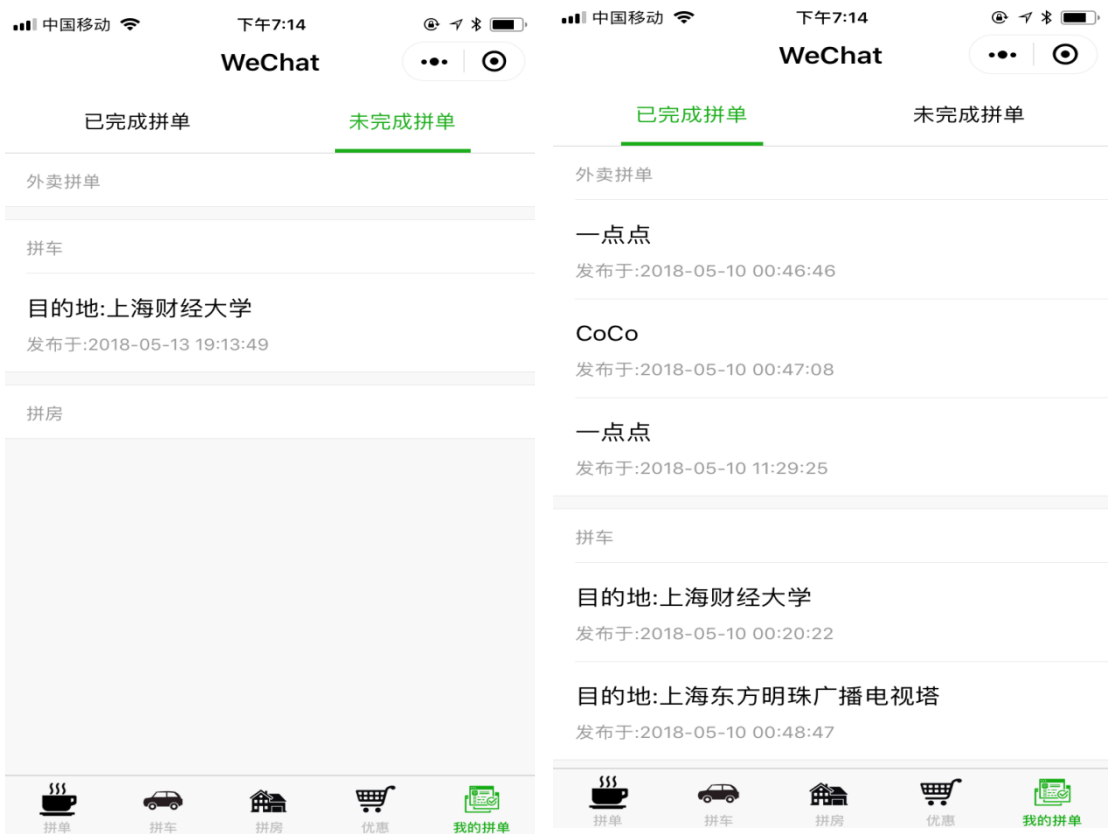 中国移动 下午7:14
WeChat
已完成拼单 未完成拼单
外卖拼单
拼车
目的地:上海财经大学
发布于:2018-05-13 19:13:49
拼房
拼单 拼车 拼房 优惠 我的拼单
中国移动 下午7:14
WeChat
已完成拼单 未完成拼单
外卖拼单
一点点
发布于:2018-05-10 00:46:46
CoCo
发布于:2018-05-10 00:47:08
一点点
发布于:2018-05-10 11:29:25
拼车
目的地:上海财经大学
发布于:2018-05-10 00:20:22
目的地:上海东方明珠广播电视塔
发布于:2018-05-10 00:48:47
拼单 拼车 拼房 优惠 我的拼单